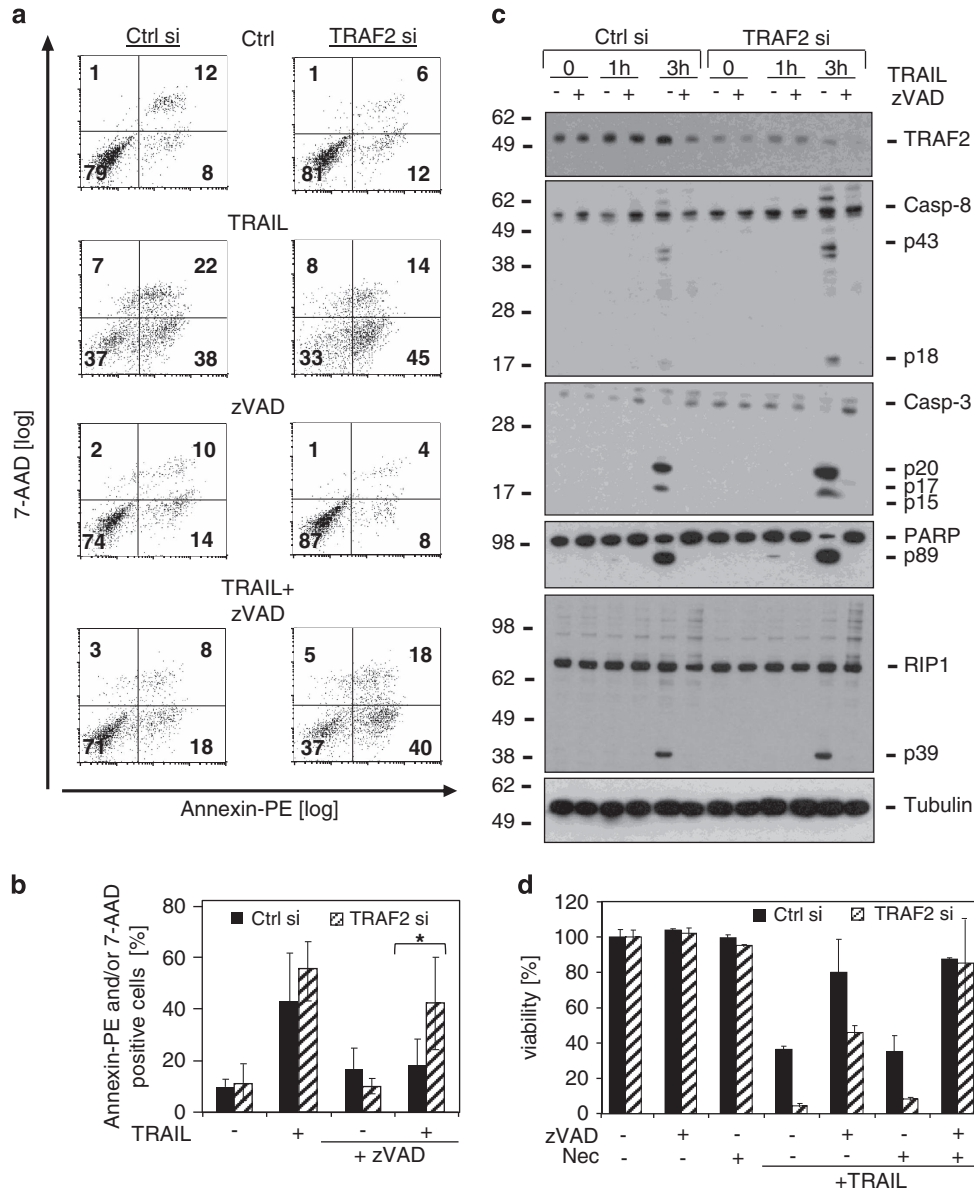 a
Ctrl si Ctrl TRAF2 si
1 12 1 6
79 8 81 12
TRAIL
7 22 8 14
37 38 33 45
zVAD
2 10 1 4
74 14 87 8
TRAIL+
zVAD
3 8 5 18
71 18 37 40
7-AAD [log]
Annexin-PE [log]
b
Annexin-PE and/or 7-AAD
positive cells [%]
Ctrl si TRAF2 si
*
80
60
40
20
0
TRAIL - + - +
+ zVAD
c
Ctrl si TRAF2 si
0 1h 3h 0 1h 3h TRAIL
- + - + - + - + - + - + zVAD
62
49 TRAF2
62 Casp-8
49 p43
38
28
17 p18
Casp-3
28
p20
17 p17
p15
98 PARP
p89
98
RIP1
62
49
38 p39
62
Tubulin
49
d
viability [%]
Ctrl si TRAF2 si
120
100
80
60
40
20
0
zVAD - + - - + - +
Nec - - + - - + +
+TRAIL